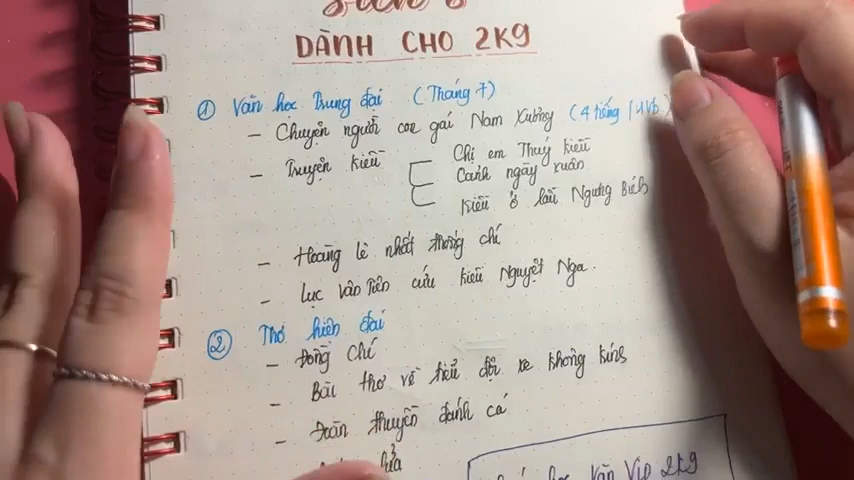 DÀNH CHO 2K9
① Văn học Trung đại (Tháng 7)
- Chuyện người con gái Nam Xương (4 tiếng /1Vb)
- Truyện Kiều
Chị em Thuý Kiều
Cảnh ngày xuân
Kiều ở lầu Ngưng Bích
- Hoàng lê nhất thống chí
- Lục Vân Tiên cứu Kiều Nguyệt Nga.
② Thơ hiện đại
- Đồng Chí
- Bài thơ về tiểu đội xe không kính
- Đoàn thuyền đánh cá
lửa
học Văn Vip 2K9